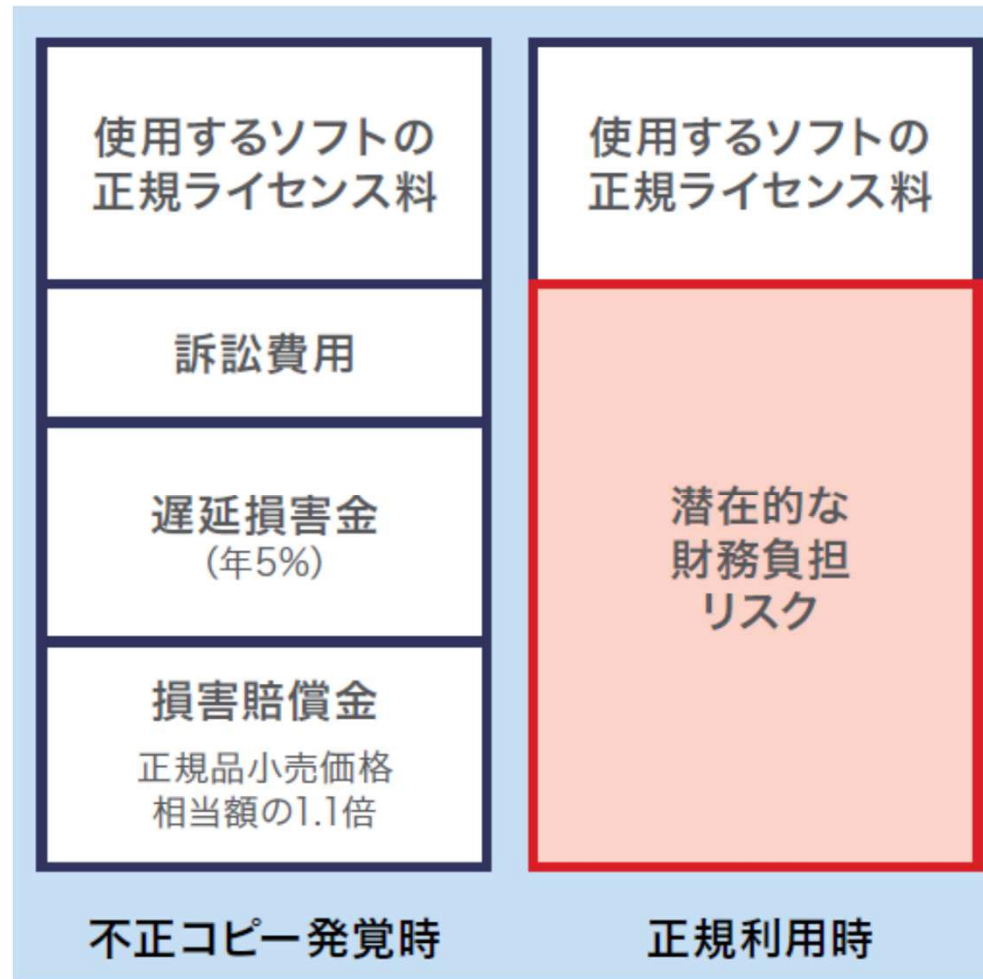 使用するソフトの
正規ライセンス料
訴訟費用
遅延損害金
(年5%)
損害賠償金
正規品小売価格
相当額の1.1倍
不正コピー発覚時
使用するソフトの
正規ライセンス料
潜在的な
財務負担
リスク
正規利用時